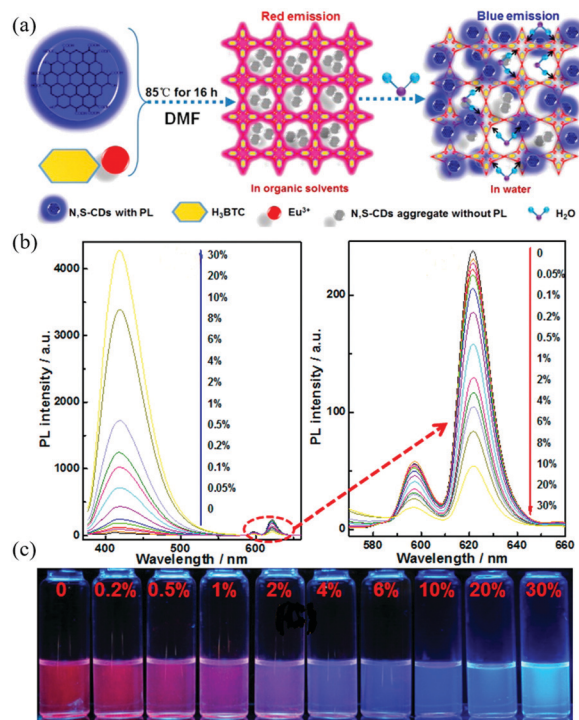 (a)
Red emission
Blue emission
85℃ for 16 h
DMF
In organic solvents
In water
N,S-CDs with PL
H₃BTC
Eu³⁺
N,S-CDs aggregate without PL
H₂O
(b)
PL intensity / a.u.
4000
3000
2000
1000
500
0
30%
20%
10%
8%
6%
4%
2%
1%
0.5%
0.2%
0.1%
0.05%
0
400
500
600
Wavelength / nm
PL intensity / a.u.
200
100
0
0
0.05%
0.1%
0.2%
0.5%
1%
2%
4%
6%
8%
10%
20%
30%
580
600
620
640
660
Wavelength / nm
(c)
0 0.2% 0.5% 1% 2% 4% 6% 10% 20% 30%